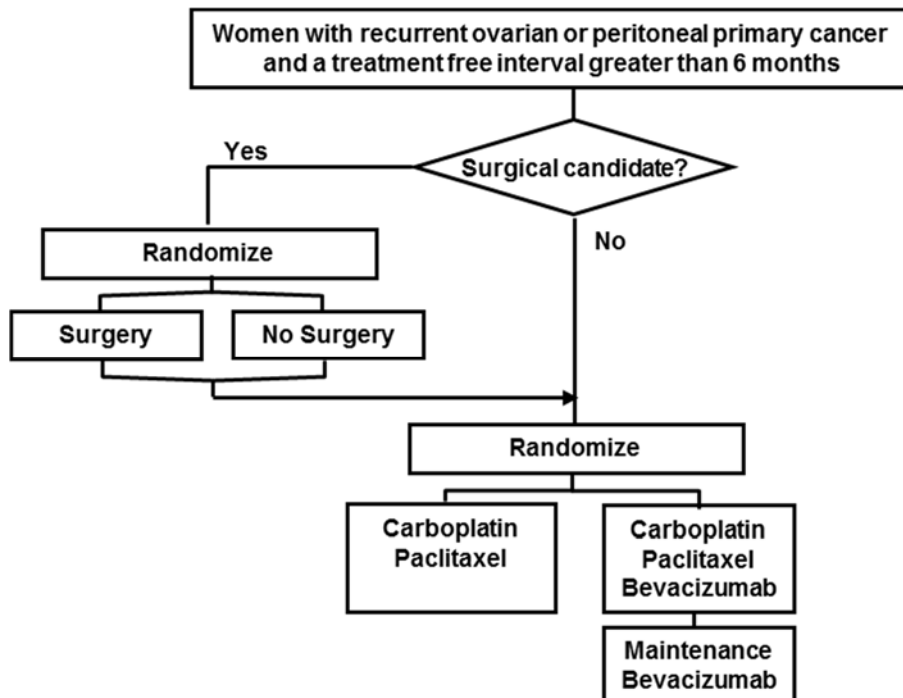 Women with recurrent ovarian or peritoneal primary cancer
and a treatment free interval greater than 6 months
Surgical candidate?
Yes
No
Randomize
Surgery
No Surgery
Randomize
Carboplatin
Paclitaxel
Carboplatin
Paclitaxel
Bevacizumab
Maintenance
Bevacizumab